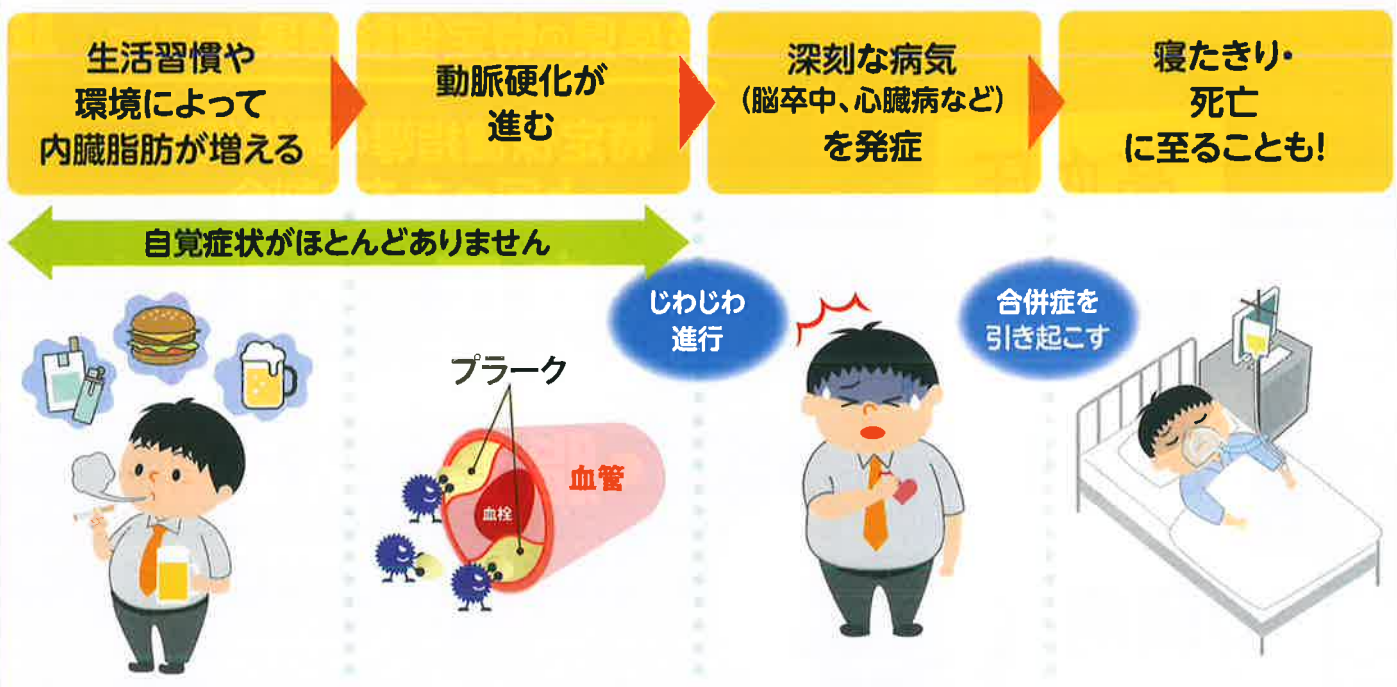 生活習慣や
環境によって
内臓脂肪が増える
動脈硬化が
進む
深刻な病気
(脳卒中、心臓病など)
を発症
寝たきり・
死亡
に至ることも!
自覚症状がほとんどありません
じわじわ
進行
合併症を
引き起こす
プラーク
血管
血栓